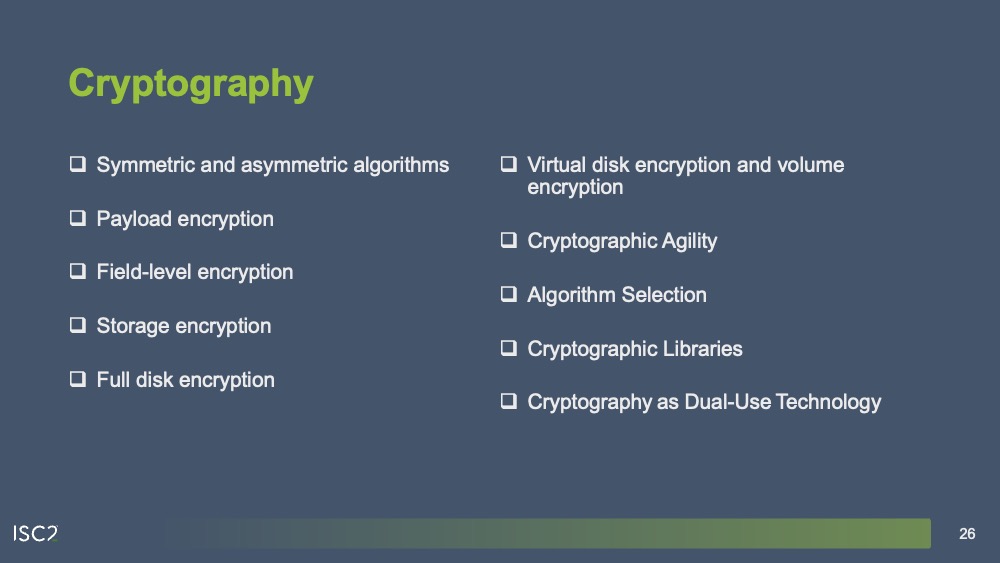 Cryptography
❑ Symmetric and asymmetric algorithms
❑ Payload encryption
❑ Field-level encryption
❑ Storage encryption
❑ Full disk encryption
❑ Virtual disk encryption and volume
encryption
❑ Cryptographic Agility
❑ Algorithm Selection
❑ Cryptographic Libraries
❑ Cryptography as Dual-Use Technology
ISC2
26